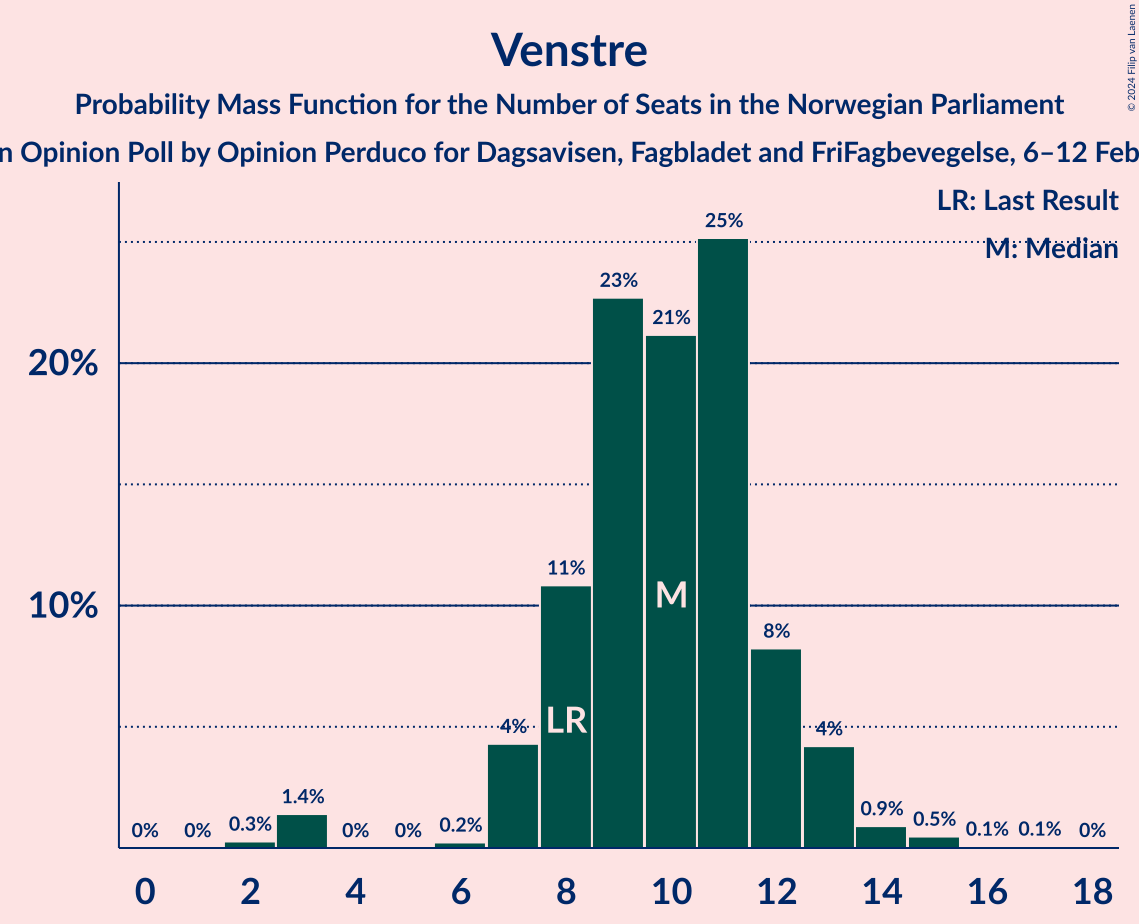 Venstre
Probability Mass Function for the Number of Seats in the Norwegian Parliament
Opinion Poll by Opinion Perduco for Dagsavisen, Fagbladet and FriFagbevegelse, 6–12 Feb
© 2024 Filip van Laenen
LR: Last Result
M: Median
20%
10%
0% 0% 0.3% 1.4% 0% 0% 0.2% 4% 11% 23% 21% 25% 8% 4% 0.9% 0.5% 0.1% 0.1% 0%
LR
M
0 2 4 6 8 10 12 14 16 18